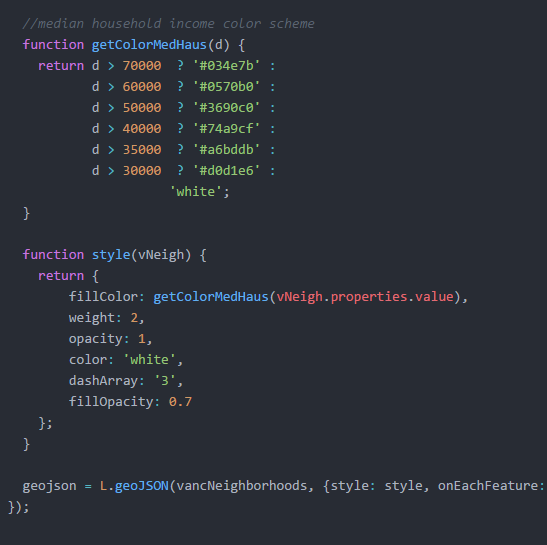 //median household income color scheme
function getColorMedHaus(d) {
return d > 70000 ? '#034e7b' :
d > 60000 ? '#0570b0' :
d > 50000 ? '#3690c0' :
d > 40000 ? '#74a9cf' :
d > 35000 ? '#a6bddb' :
d > 30000 ? '#d0d1e6' :
'white';
}
function style(vNeigh) {
return {
fillColor: getColorMedHaus(vNeigh.properties.value),
weight: 2,
opacity: 1,
color: 'white',
dashArray: '3',
fillOpacity: 0.7
};
}
geojson = L.geoJSON(vancNeighborhoods, {style: style, onEachFeature:
});